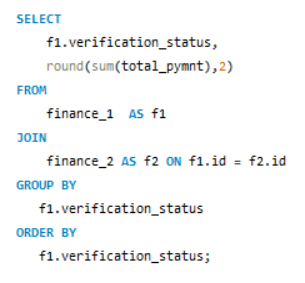 SELECT
f1.verification_status,
round(sum(total_pymnt),2)
FROM
finance_1 AS f1
JOIN
finance_2 AS f2 ON f1.id = f2.id
GROUP BY
f1.verification_status
ORDER BY
f1.verification_status;